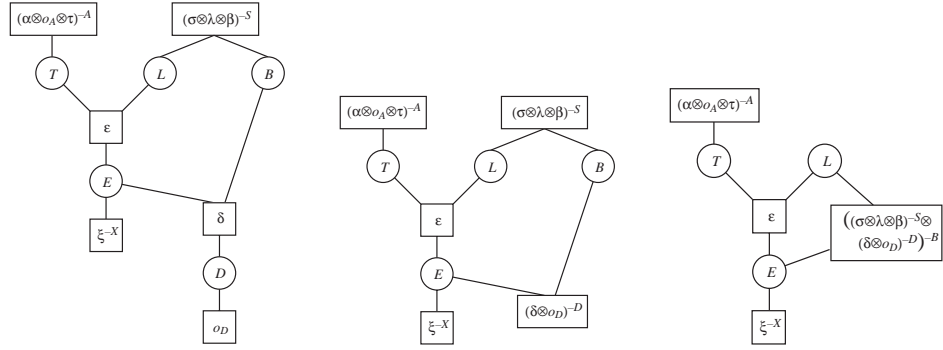 (α⊗o_A⊗τ)^–A (σ⊗λ⊗β)^–S
T L B
ε
E
δ
ξ^–X
D
o_D
(α⊗o_A⊗τ)^–A (σ⊗λ⊗β)^–S
T L B
ε
E
(δ⊗o_D)^–D
ξ^–X
(α⊗o_A⊗τ)^–A
T L
ε
((σ⊗λ⊗β)^–S⊗
(δ⊗o_D)^–D)^–B
E
ξ^–X